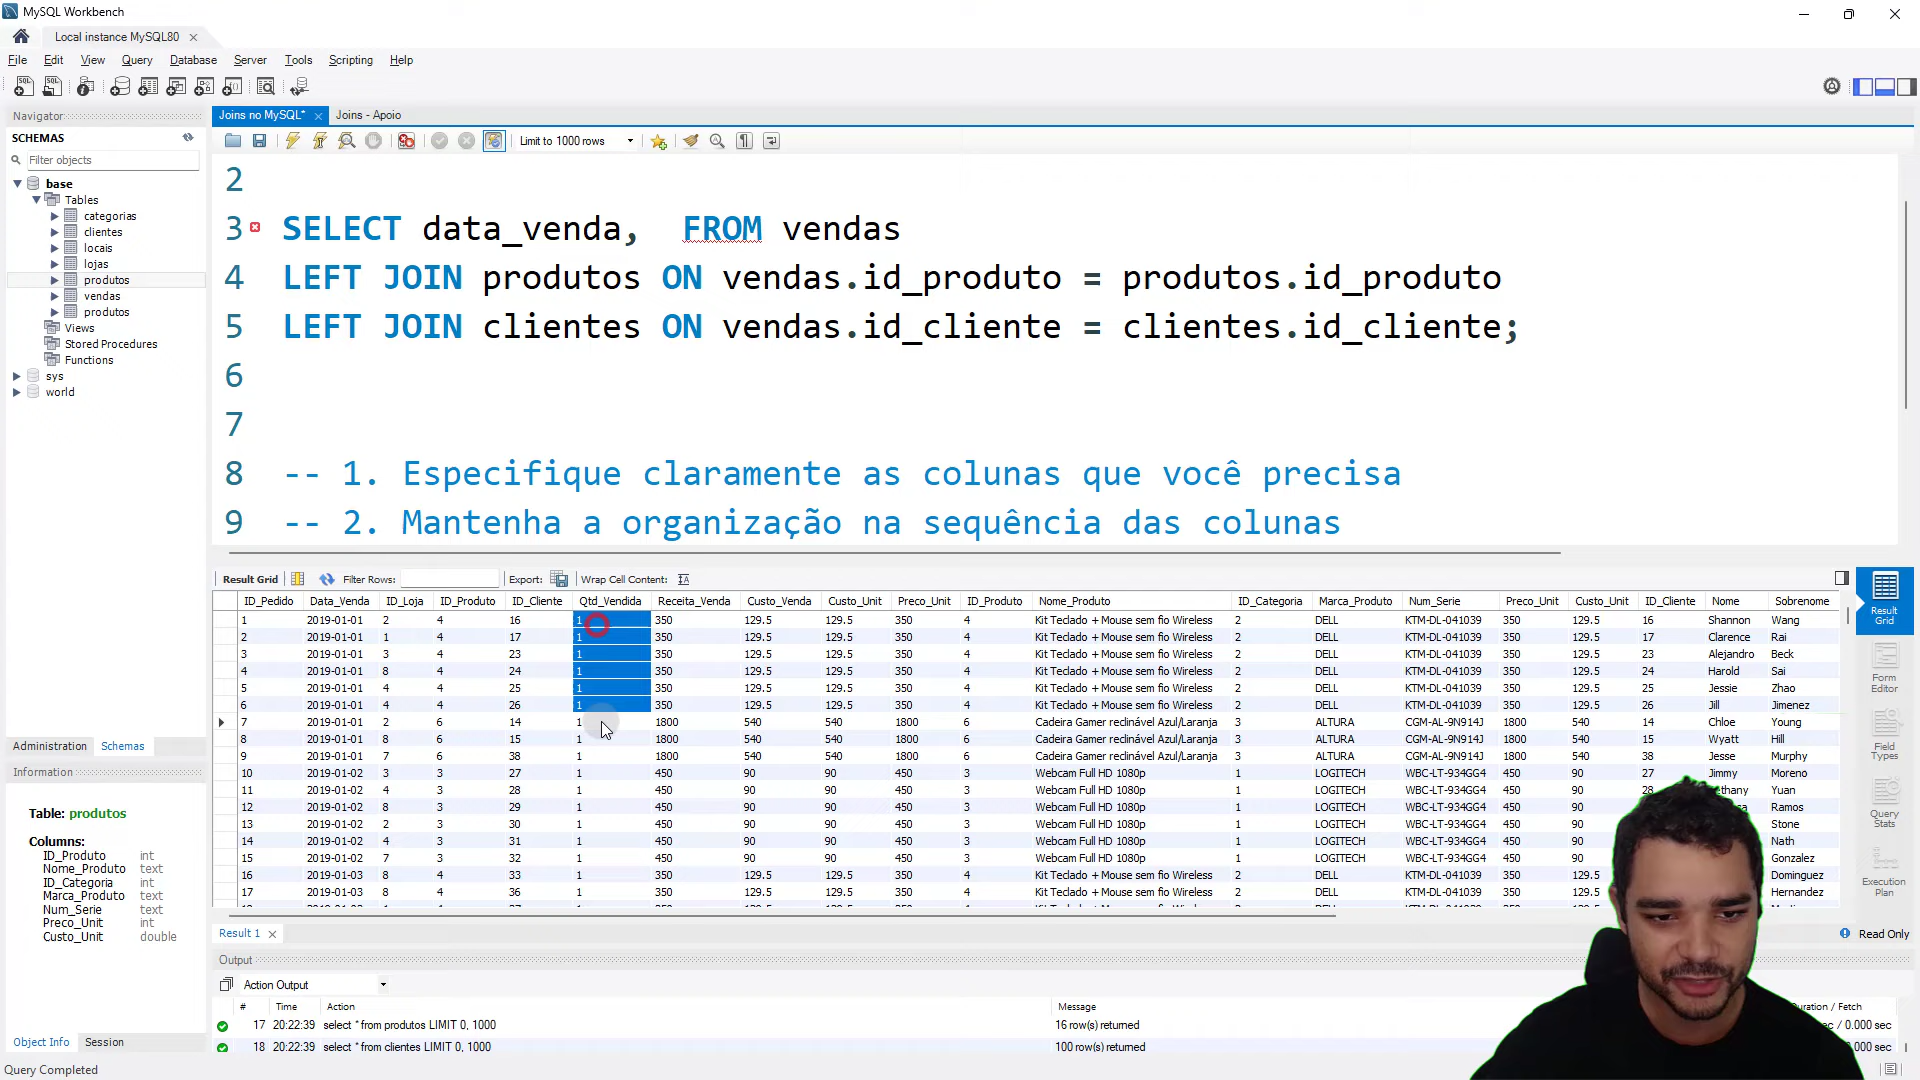 MySQL Workbench
Local instance MySQL80
File Edit View Query Database Server Tools Scripting Help
Navigator
SCHEMAS
Filter objects
base
Tables
categorias
clientes
locais
lojas
produtos
vendas
produtos
Views
Stored Procedures
Functions
sys
world
Administration Schemas
Information
Table: produtos
Columns:
ID_Produto int
Nome_Produto text
ID_Categoria int
Marca_Produto text
Num_Serie text
Preco_Unit int
Custo_Unit double
Object Info Session
Query Completed
Joins no MySQL* Joins - Apoio
Limit to 1000 rows
2
3 SELECT data_venda,  FROM vendas
4 LEFT JOIN produtos ON vendas.id_produto = produtos.id_produto
5 LEFT JOIN clientes ON vendas.id_cliente = clientes.id_cliente;
6
7
8 -- 1. Especifique claramente as colunas que você precisa
9 -- 2. Mantenha a organização na sequência das colunas
Result Grid Filter Rows: Export: Wrap Cell Content:
ID_Pedido Data_Venda ID_Loja ID_Produto ID_Cliente Qtd_Vendida Receita_Venda Custo_Venda Custo_Unit Preco_Unit ID_Produto Nome_Produto ID_Categoria Marca_Produto Num_Serie Preco_Unit Custo_Unit ID_Cliente Nome Sobrenome
1 2019-01-01 2 4 16 1 350 129.5 129.5 350 4 Kit Teclado + Mouse sem fio Wireless 2 DELL KTM-DL-041039 350 129.5 16 Shannon Wang
2 2019-01-01 1 4 17 1 350 129.5 129.5 350 4 Kit Teclado + Mouse sem fio Wireless 2 DELL KTM-DL-041039 350 129.5 17 Clarence Rai
3 2019-01-01 3 4 23 1 350 129.5 129.5 350 4 Kit Teclado + Mouse sem fio Wireless 2 DELL KTM-DL-041039 350 129.5 23 Alejandro Beck
4 2019-01-01 8 4 24 1 350 129.5 129.5 350 4 Kit Teclado + Mouse sem fio Wireless 2 DELL KTM-DL-041039 350 129.5 24 Harold Sai
5 2019-01-01 4 4 25 1 350 129.5 129.5 350 4 Kit Teclado + Mouse sem fio Wireless 2 DELL KTM-DL-041039 350 129.5 25 Jessie Zhao
6 2019-01-01 4 4 26 1 350 129.5 129.5 350 4 Kit Teclado + Mouse sem fio Wireless 2 DELL KTM-DL-041039 350 129.5 26 Jill Jimenez
7 2019-01-01 2 6 14 1 1800 540 540 1800 6 Cadeira Gamer reclinável Azul/Laranja 3 ALTURA CGM-AL-9N914J 1800 540 14 Chloe Young
8 2019-01-01 8 6 15 1 1800 540 540 1800 6 Cadeira Gamer reclinável Azul/Laranja 3 ALTURA CGM-AL-9N914J 1800 540 15 Wyatt Hill
9 2019-01-01 7 6 38 1 1800 540 540 1800 6 Cadeira Gamer reclinável Azul/Laranja 3 ALTURA CGM-AL-9N914J 1800 540 38 Jesse Murphy
10 2019-01-02 3 3 27 1 450 90 90 450 3 Webcam Full HD 1080p 1 LOGITECH WBC-LT-934GG4 450 90 27 Jimmy Moreno
11 2019-01-02 4 3 28 1 450 90 90 450 3 Webcam Full HD 1080p 1 LOGITECH WBC-LT-934GG4 450 90 28 Yuan
12 2019-01-02 8 3 29 1 450 90 90 450 3 Webcam Full HD 1080p 1 LOGITECH WBC-LT-934GG4 450 90 Ramos
13 2019-01-02 2 3 30 1 450 90 90 450 3 Webcam Full HD 1080p 1 LOGITECH WBC-LT-934GG4 450 90 Stone
14 2019-01-02 4 3 31 1 450 90 90 450 3 Webcam Full HD 1080p 1 LOGITECH WBC-LT-934GG4 450 90 Nath
15 2019-01-02 7 3 32 1 450 90 90 450 3 Webcam Full HD 1080p 1 LOGITECH WBC-LT-934GG4 450 90 Gonzalez
16 2019-01-03 8 4 33 1 350 129.5 129.5 350 4 Kit Teclado + Mouse sem fio Wireless 2 DELL KTM-DL-041039 350 129.5 Dominguez
17 2019-01-03 8 4 36 1 350 129.5 129.5 350 4 Kit Teclado + Mouse sem fio Wireless 2 DELL KTM-DL-041039 350 129.5 Hernandez
Result Grid
Form Editor
Field Types
Query Stats
Execution Plan
Result 1
Read Only
Output
Action Output
# Time Action Message Duration / Fetch
17 20:22:39 select * from produtos LIMIT 0, 1000 16 row(s) returned sec / 0.000 sec
18 20:22:39 select * from clientes LIMIT 0, 1000 100 row(s) returned 0.000 sec